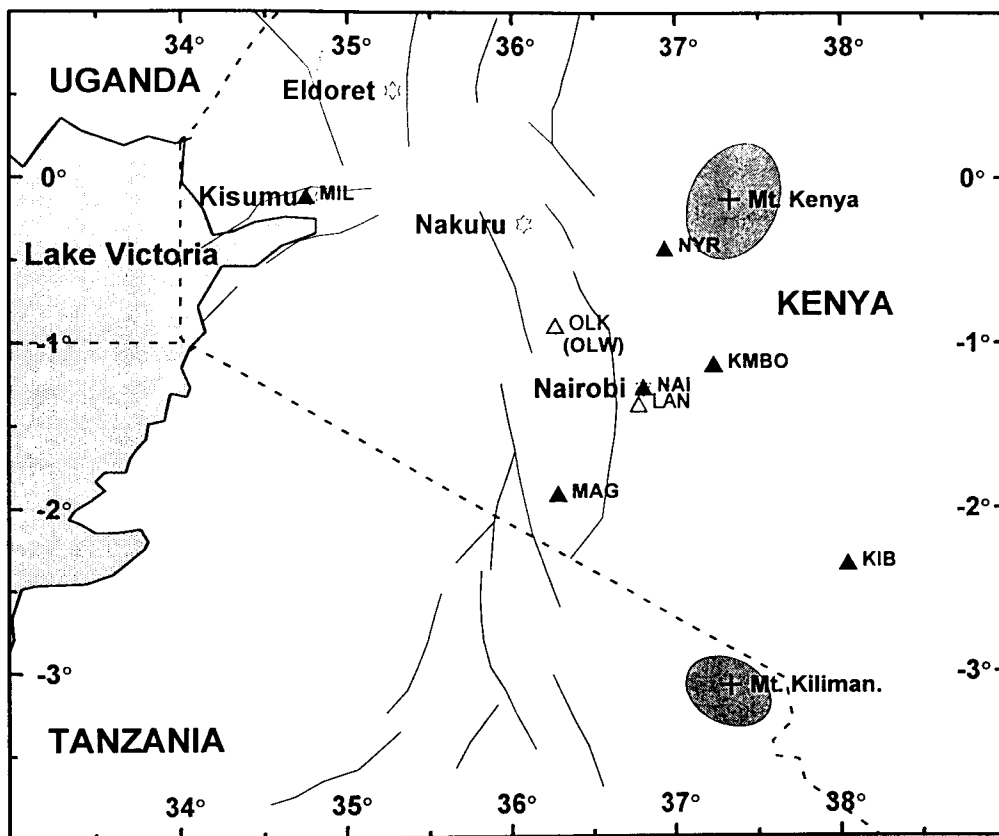 34° 35° 36° 37° 38°
UGANDA
Eldoret
0° 0°
Kisumu MIL
Mt. Kenya
Nakuru
NYR
Lake Victoria
KENYA
OLK
(OLW)
-1° -1°
KMBO
Nairobi NAI
LAN
MAG
-2° -2°
KIB
-3° -3°
Mt. Kiliman.
TANZANIA
34° 35° 36° 37° 38°